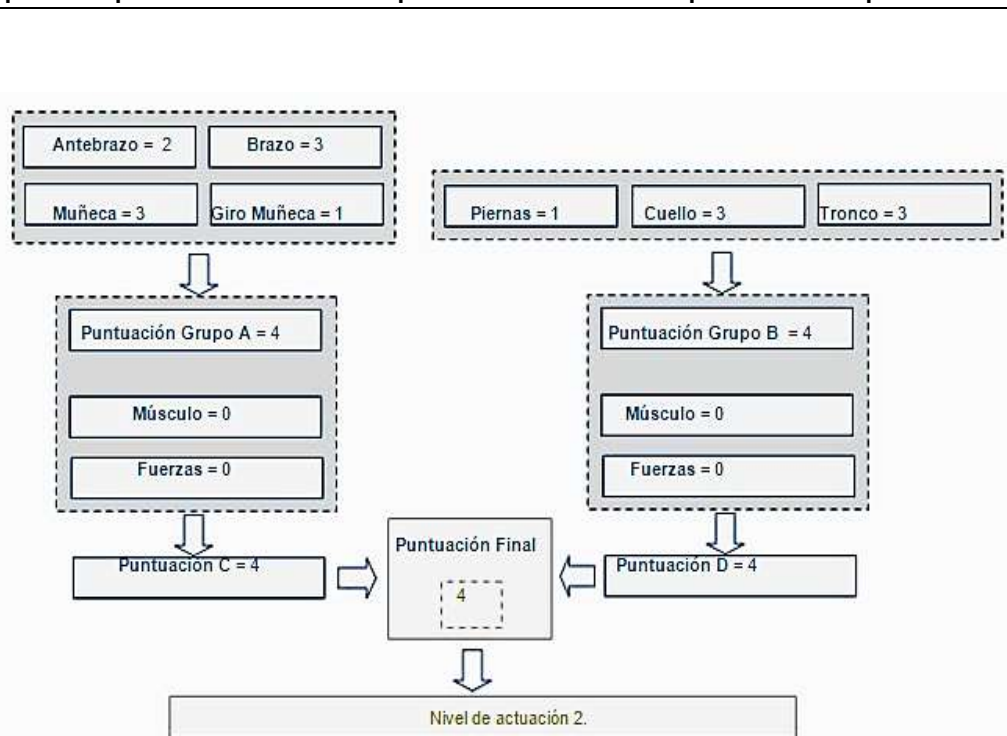 Antebrazo = 2
Brazo = 3
Muñeca = 3
Giro Muñeca = 1
Piernas = 1
Cuello = 3
Tronco = 3
Puntuación Grupo A = 4
Músculo = 0
Fuerzas = 0
Puntuación C = 4
Puntuación Grupo B = 4
Músculo = 0
Fuerzas = 0
Puntuación D = 4
Puntuación Final
4
Nivel de actuación 2.